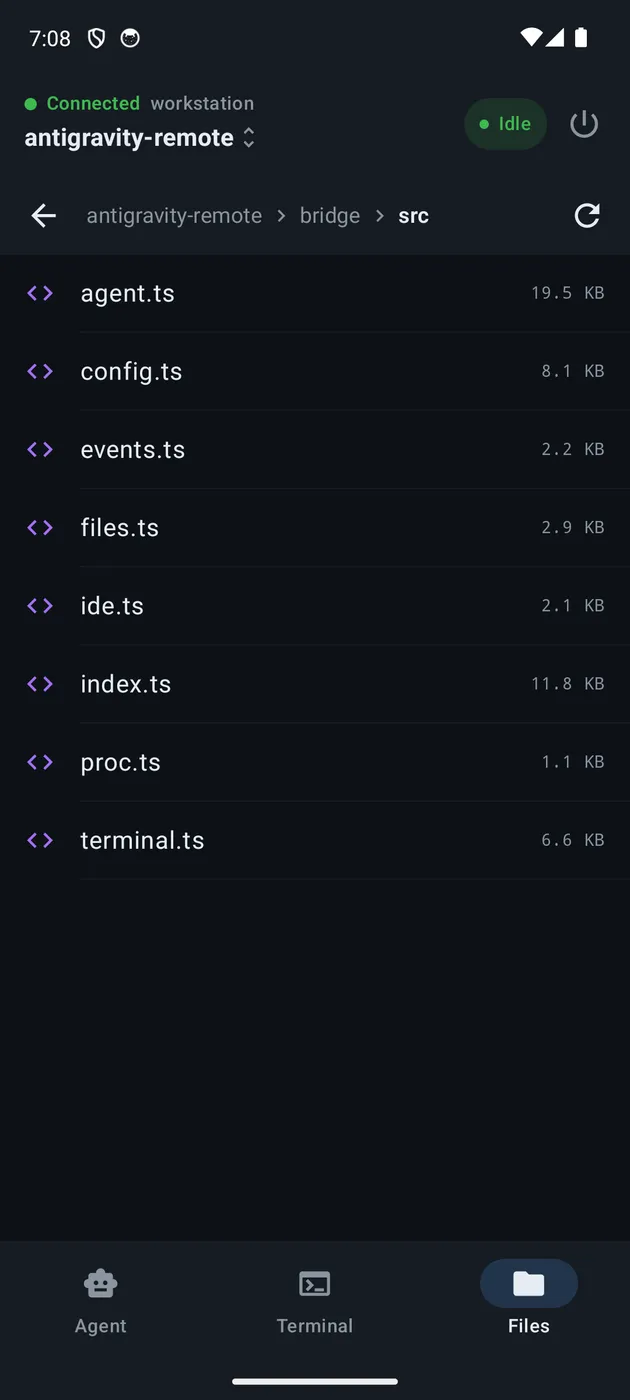 7:08
Connected workstation
antigravity-remote
Idle
antigravity-remote > bridge > src
agent.ts 19.5 KB
config.ts 8.1 KB
events.ts 2.2 KB
files.ts 2.9 KB
ide.ts 2.1 KB
index.ts 11.8 KB
proc.ts 1.1 KB
terminal.ts 6.6 KB
Agent Terminal Files